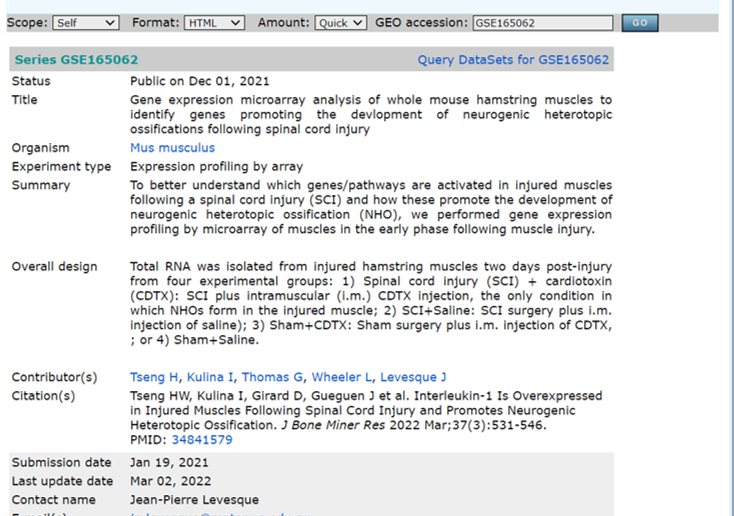 Scope: Self Format: HTML Amount: Quick GEO accession: GSE165062 GO
Series GSE165062 Query DataSets for GSE165062
Status Public on Dec 01, 2021
Title Gene expression microarray analysis of whole mouse hamstring muscles to
identify genes promoting the devlopment of neurogenic heterotopic
ossifications following spinal cord injury
Organism Mus musculus
Experiment type Expression profiling by array
Summary To better understand which genes/pathways are activated in injured muscles
following a spinal cord injury (SCI) and how these promote the development of
neurogenic heterotopic ossification (NHO), we performed gene expression
profiling by microarray of muscles in the early phase following muscle injury.
Overall design Total RNA was isolated from injured hamstring muscles two days post-injury
from four experimental groups: 1) Spinal cord injury (SCI) + cardiotoxin
(CDTX): SCI plus intramuscular (i.m.) CDTX injection, the only condition in
which NHOs form in the injured muscle; 2) SCI+Saline: SCI surgery plus i.m.
injection of saline); 3) Sham+CDTX: Sham surgery plus i.m. injection of CDTX,
; or 4) Sham+Saline.
Contributor(s) Tseng H, Kulina I, Thomas G, Wheeler L, Levesque J
Citation(s) Tseng HW, Kulina I, Girard D, Gueguen J et al. Interleukin-1 Is Overexpressed
in Injured Muscles Following Spinal Cord Injury and Promotes Neurogenic
Heterotopic Ossification. J Bone Miner Res 2022 Mar;37(3):531-546.
PMID: 34841579
Submission date Jan 19, 2021
Last update date Mar 02, 2022
Contact name Jean-Pierre Levesque